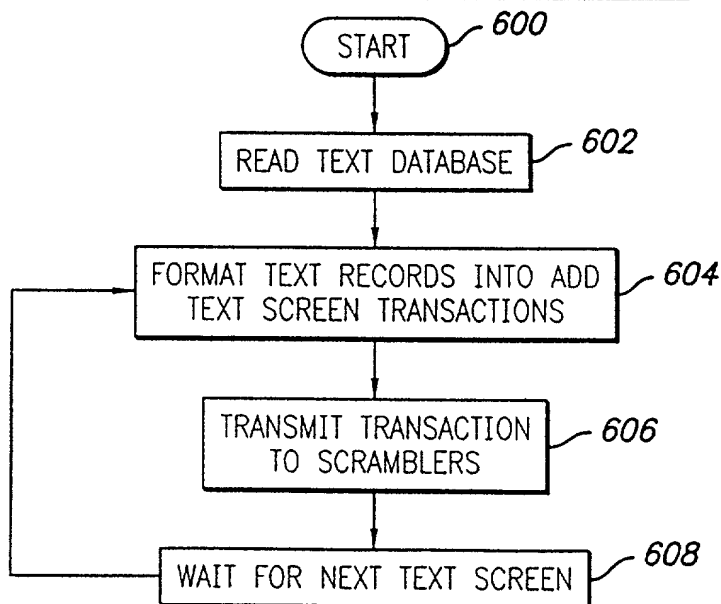 START
600
READ TEXT DATABASE
602
FORMAT TEXT RECORDS INTO ADD
TEXT SCREEN TRANSACTIONS
604
TRANSMIT TRANSACTION
TO SCRAMBLERS
606
WAIT FOR NEXT TEXT SCREEN
608